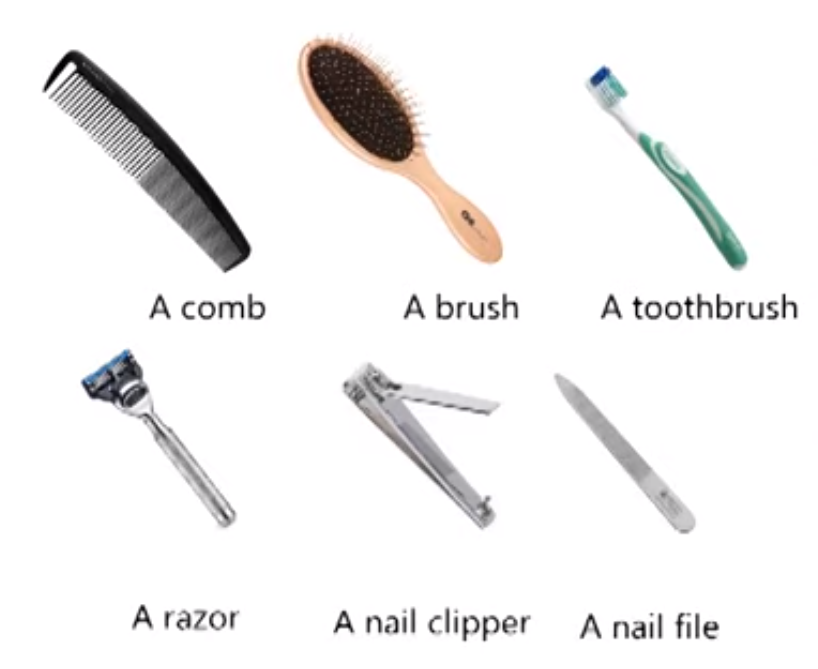 A comb
A brush
A toothbrush
A razor
A nail clipper
A nail file